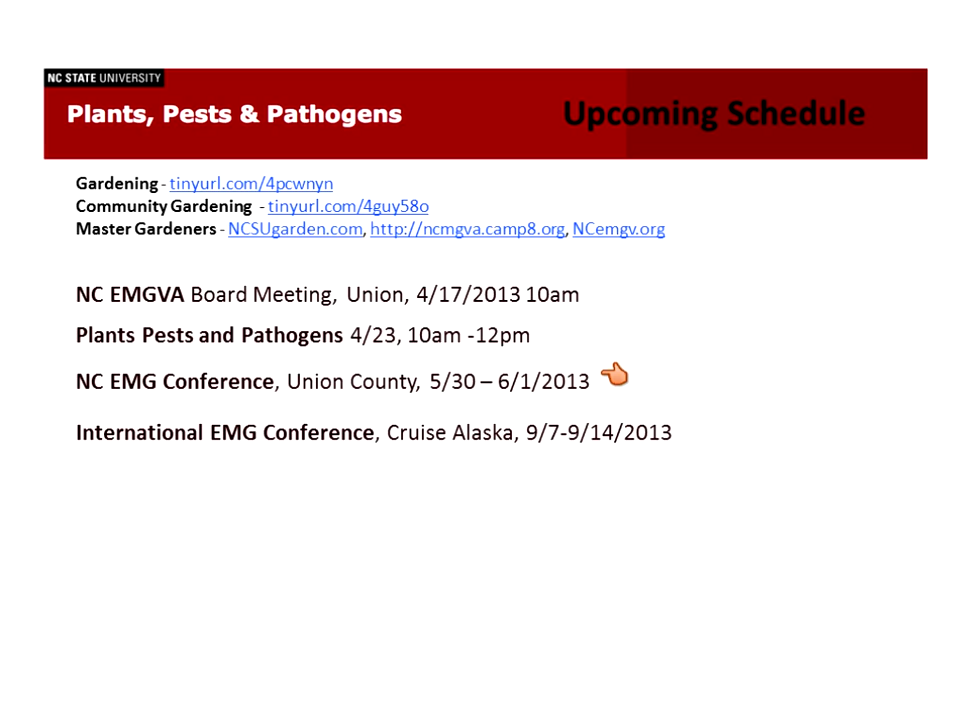 NC STATE UNIVERSITY
Plants, Pests & Pathogens
Upcoming Schedule
Gardening - tinyurl.com/4pcwnyn
Community Gardening - tinyurl.com/4guy58o
Master Gardeners - NCSUgarden.com, http://ncmgva.camp8.org, NCemgv.org
NC EMGVA Board Meeting, Union, 4/17/2013 10am
Plants Pests and Pathogens 4/23, 10am -12pm
NC EMG Conference, Union County, 5/30 – 6/1/2013
International EMG Conference, Cruise Alaska, 9/7-9/14/2013